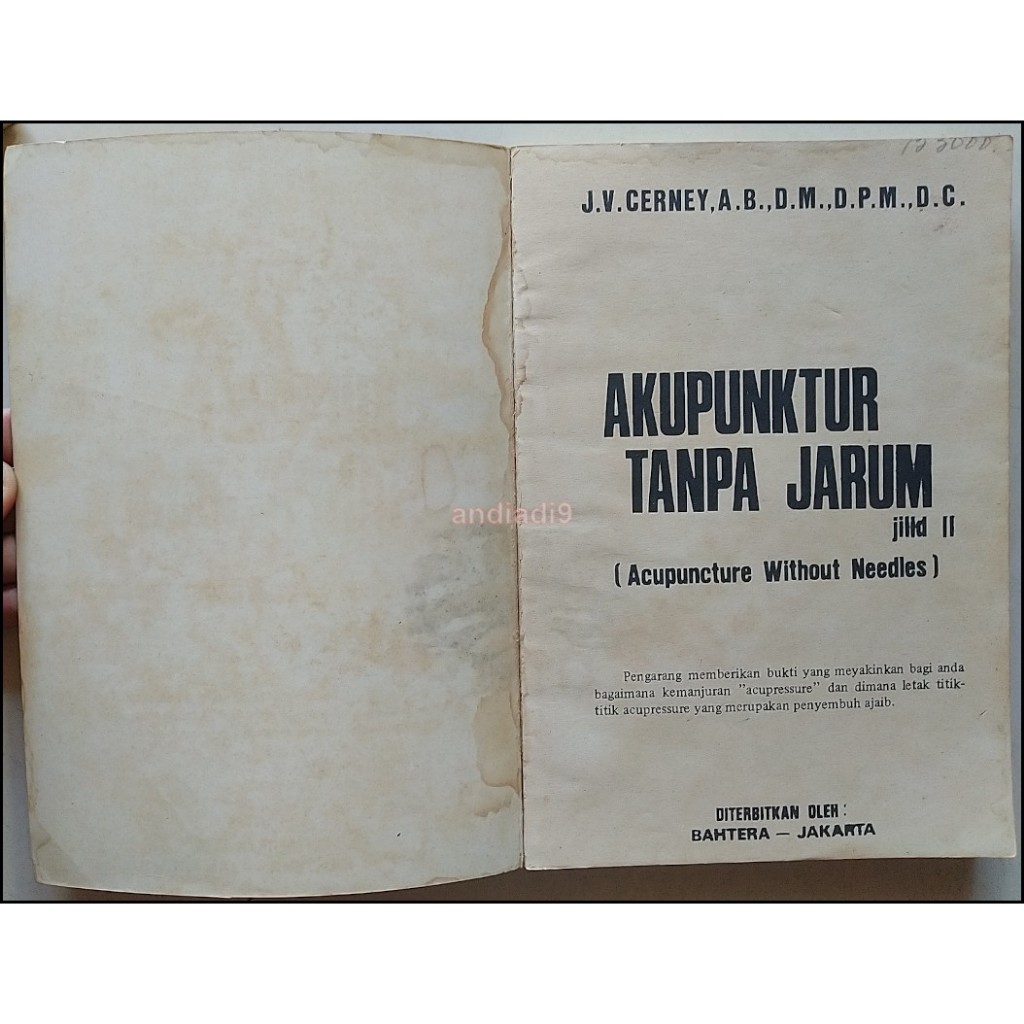 J.V.CERNEY,A.B.,D.M.,D.P.M.,D.C.
AKUPUNKTUR
TANPA JARUM
jilid II
(Acupuncture Without Needles)
andiadi9
Pengarang memberikan bukti yang meyakinkan bagi anda
bagaimana kemanjuran "acupressure" dan dimana letak titik-
titik acupressure yang merupakan penyembuh ajaib.
DITERBITKAN OLEH :
BAHTERA — JAKARTA